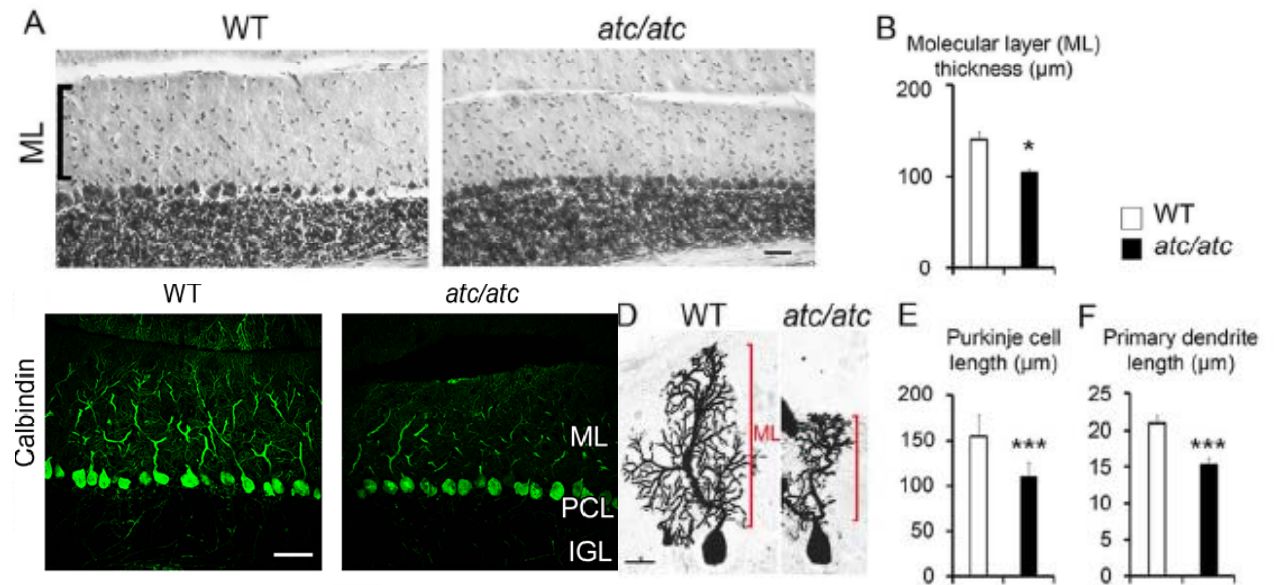 A
WT
atc/atc
ML
B
Molecular layer (ML)
thickness (µm)
200
100
0
*
WT
atc/atc
WT
atc/atc
Calbindin
ML
PCL
IGL
D
WT
atc/atc
ML
E
Purkinje cell
length (µm)
200
150
100
50
0
***
F
Primary dendrite
length (µm)
25
20
15
10
5
0
***